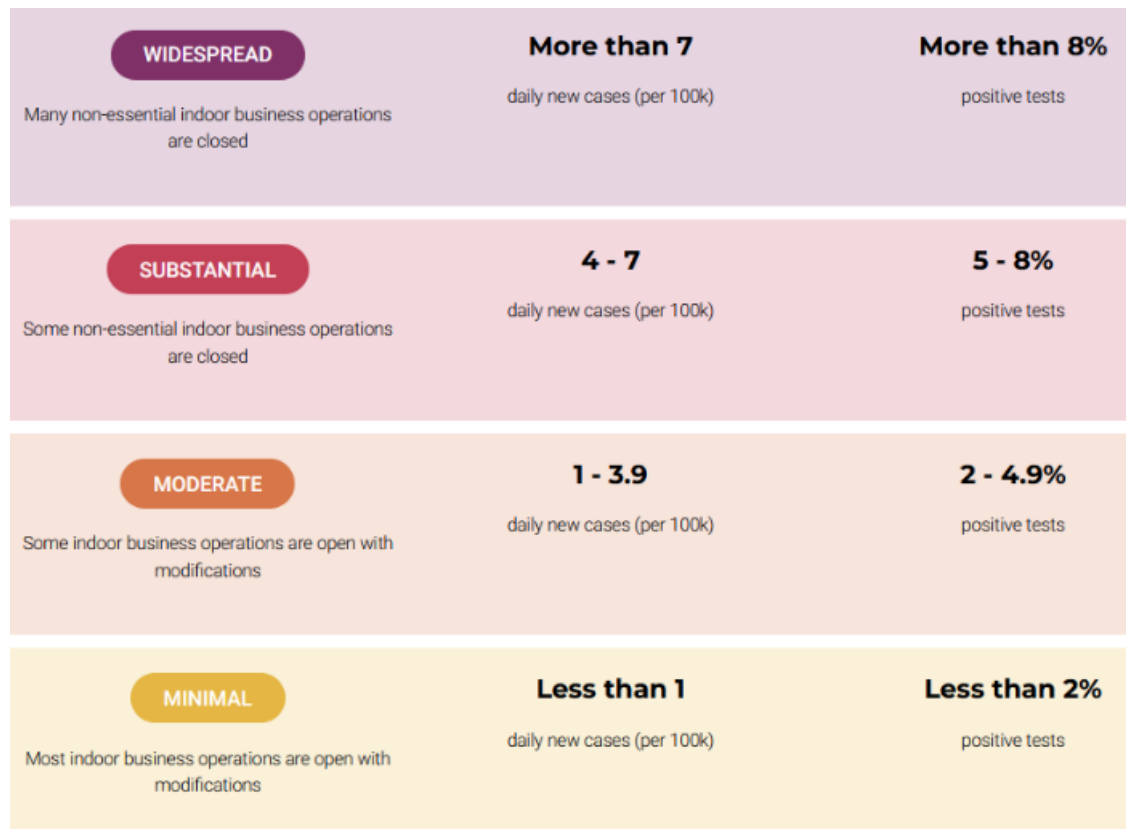 WIDESPREAD
Many non-essential indoor business operations
are closed
More than 7
daily new cases (per 100k)
More than 8%
positive tests
SUBSTANTIAL
Some non-essential indoor business operations
are closed
4 - 7
daily new cases (per 100k)
5 - 8%
positive tests
MODERATE
Some indoor business operations are open with
modifications
1 - 3.9
daily new cases (per 100k)
2 - 4.9%
positive tests
MINIMAL
Most indoor business operations are open with
modifications
Less than 1
daily new cases (per 100k)
Less than 2%
positive tests